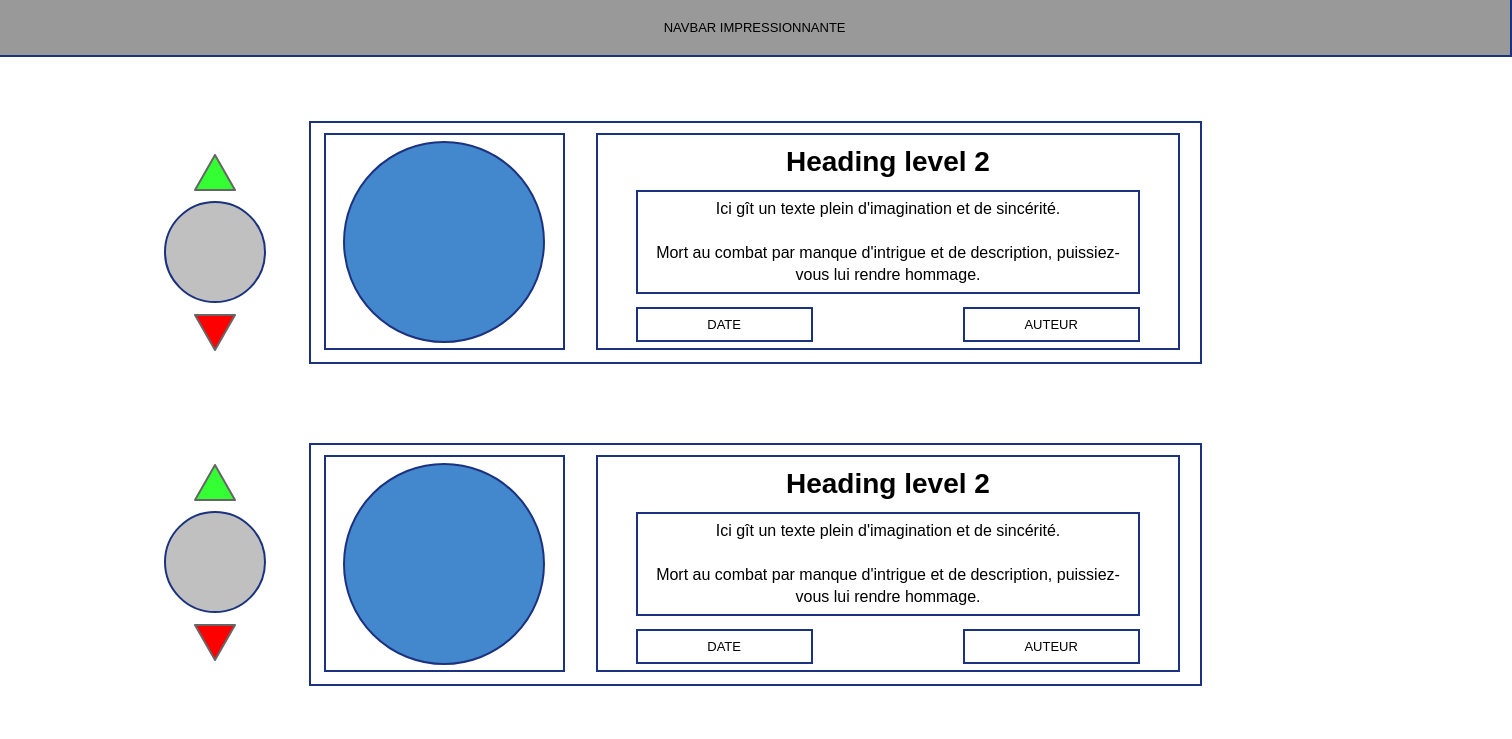 NAVBAR IMPRESSIONNANTE
Heading level 2
Ici gît un texte plein d'imagination et de sincérité.
Mort au combat par manque d'intrigue et de description, puissiez-
vous lui rendre hommage.
DATE
AUTEUR
Heading level 2
Ici gît un texte plein d'imagination et de sincérité.
Mort au combat par manque d'intrigue et de description, puissiez-
vous lui rendre hommage.
DATE
AUTEUR